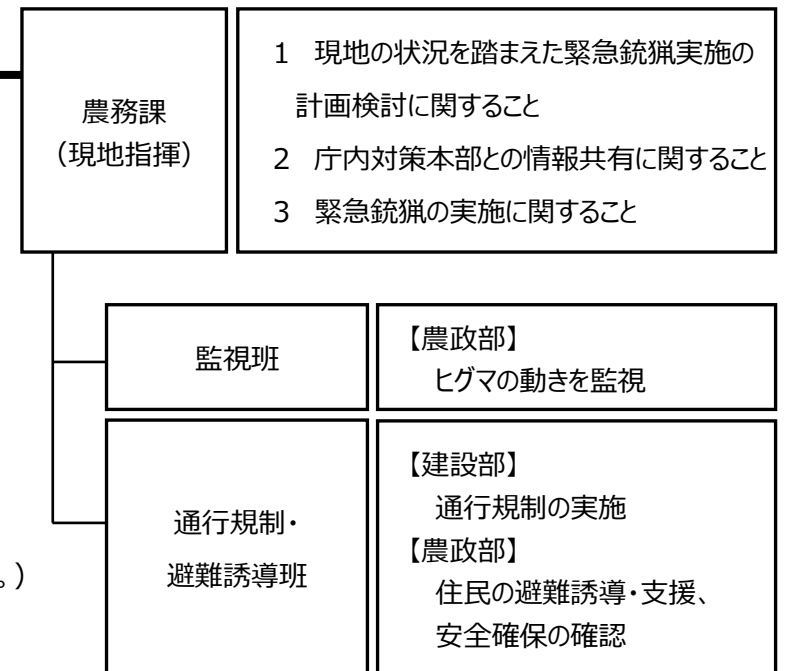 農務課
（現地指揮）
1　現地の状況を踏まえた緊急銃猟実施の
計画検討に関すること
2　庁内対策本部との情報共有に関すること
3　緊急銃猟の実施に関すること
監視班
【農政部】
ヒグマの動きを監視
通行規制・
避難誘導班
【建設部】
通行規制の実施
【農政部】
住民の避難誘導・支援、
安全確保の確認
。）